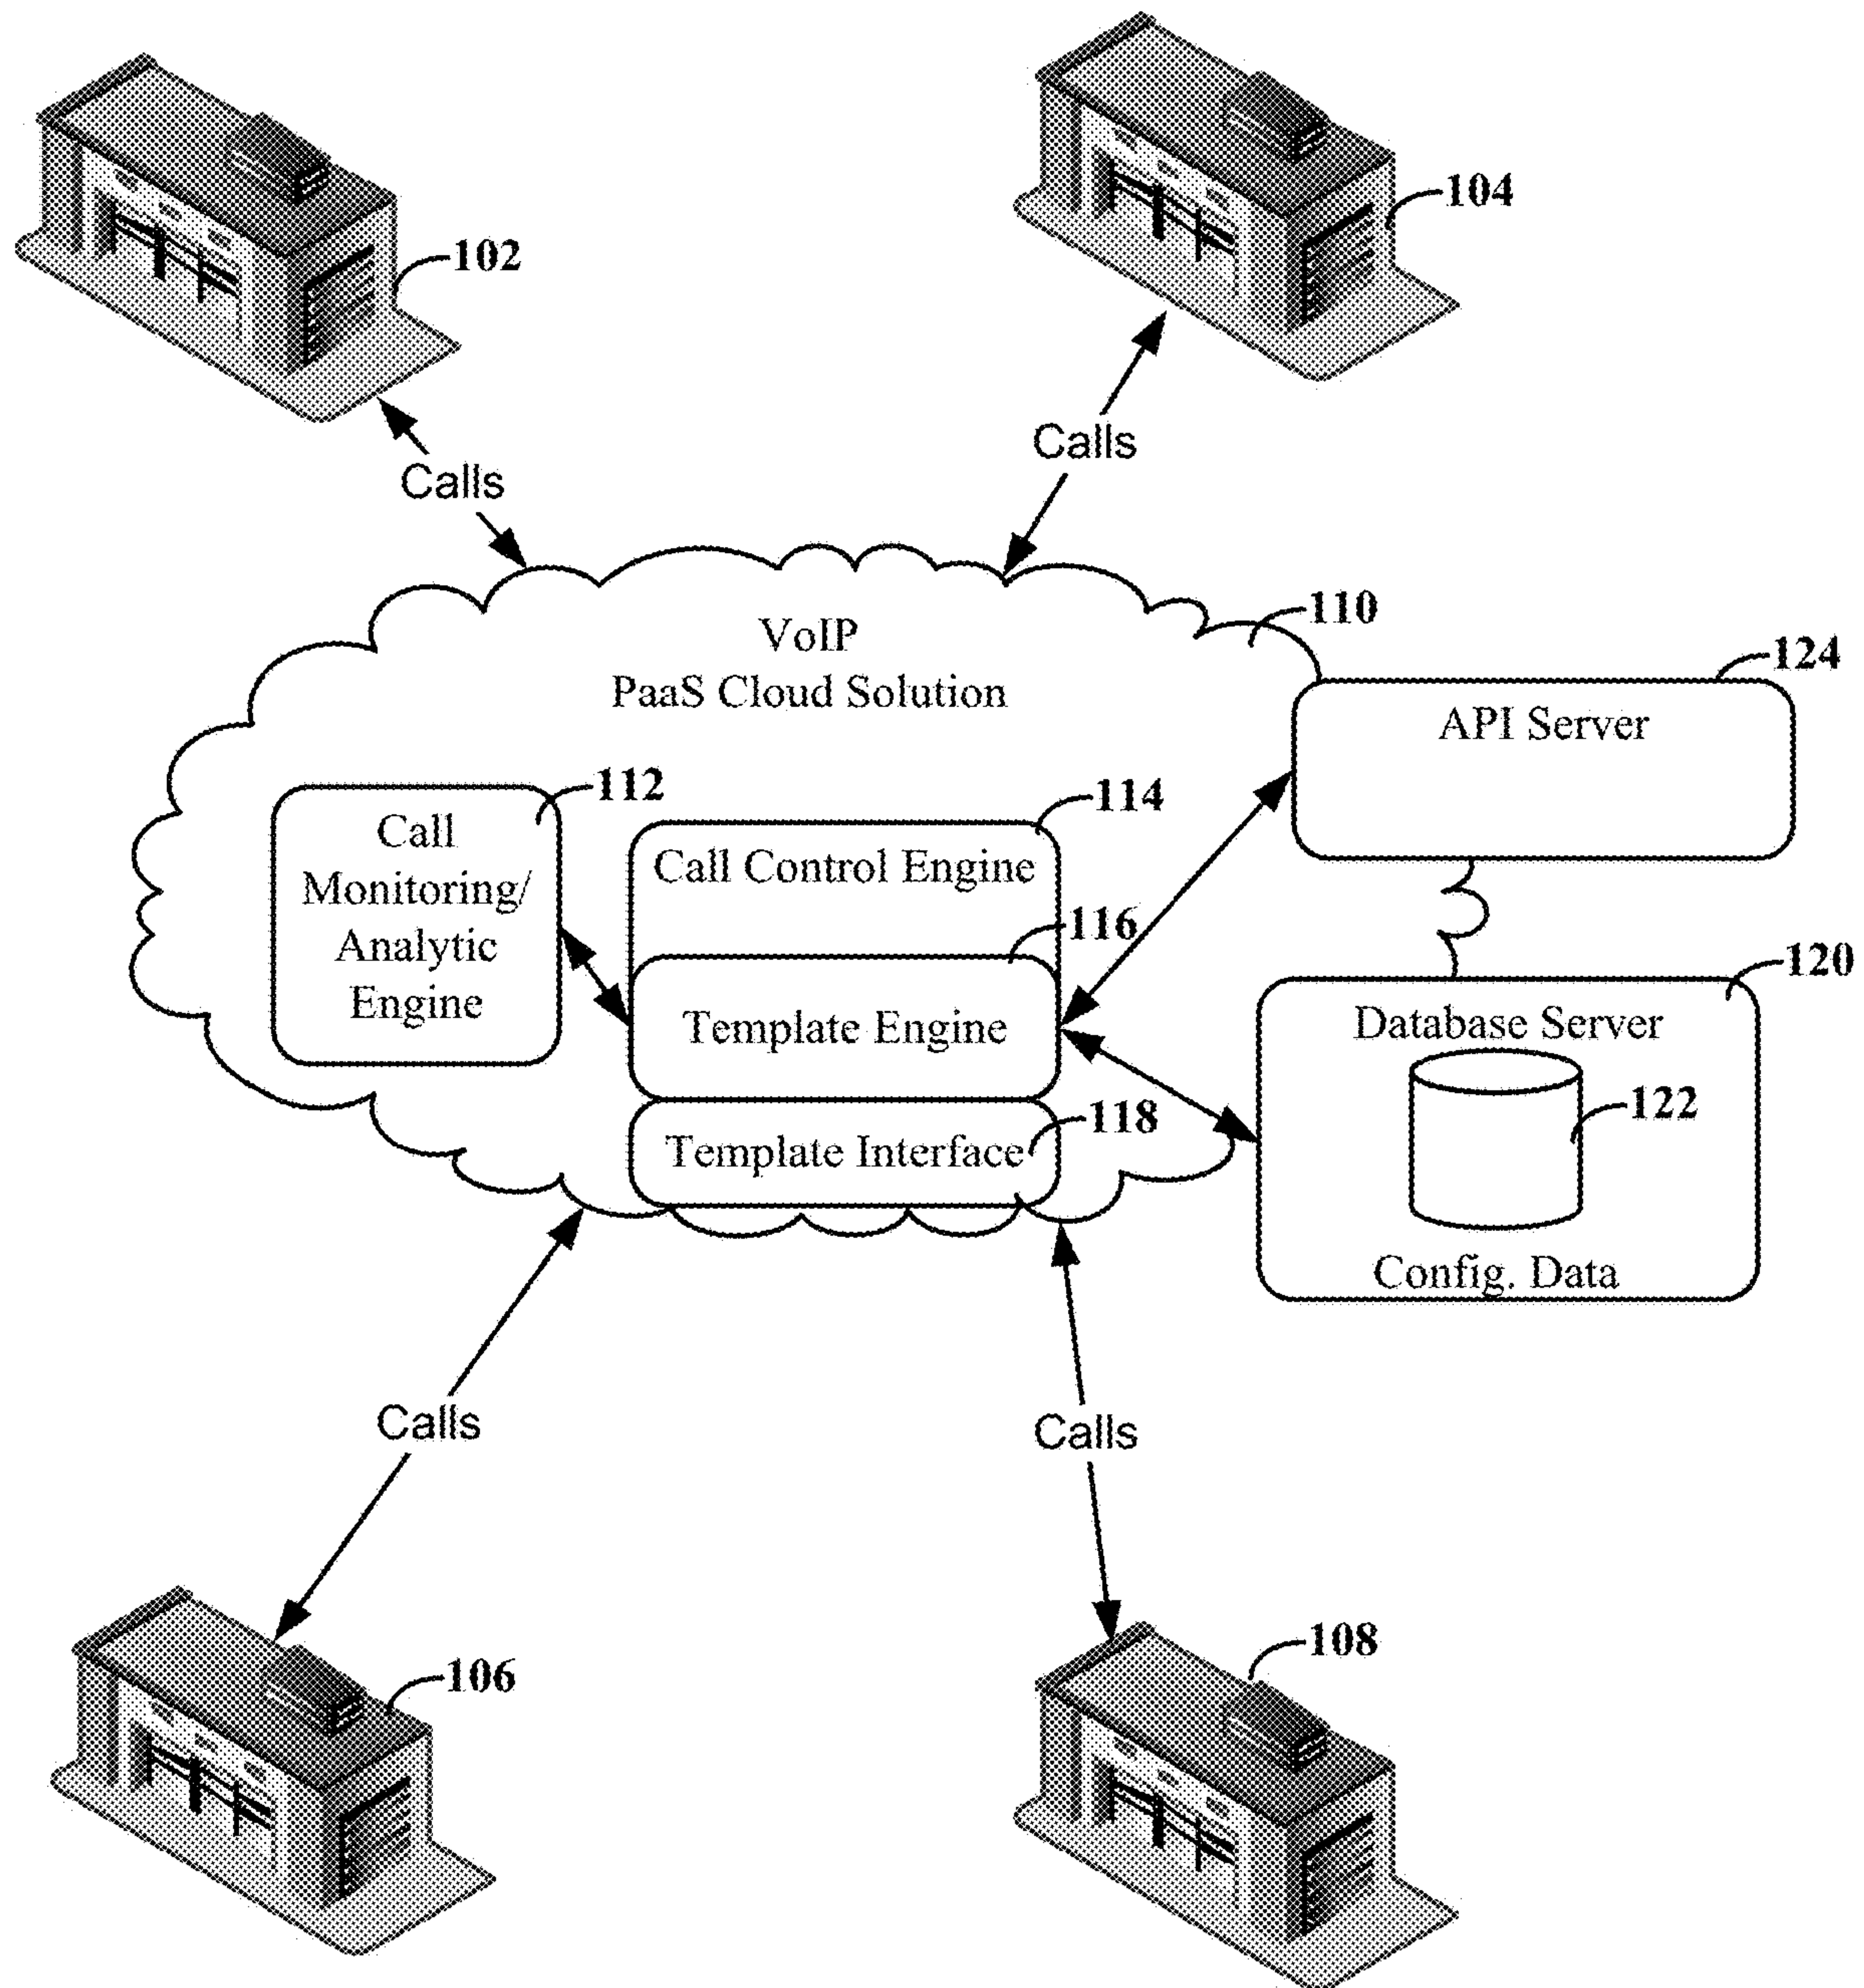 104
102
Calls
Calls
110
VoIP
PaaS Cloud Solution
124
API Server
112
Call
Monitoring/
Analytic
Engine
114
Call Control Engine
116
Template Engine
118
Template Interface
120
Database Server
122
Config. Data
Calls
Calls
106
108